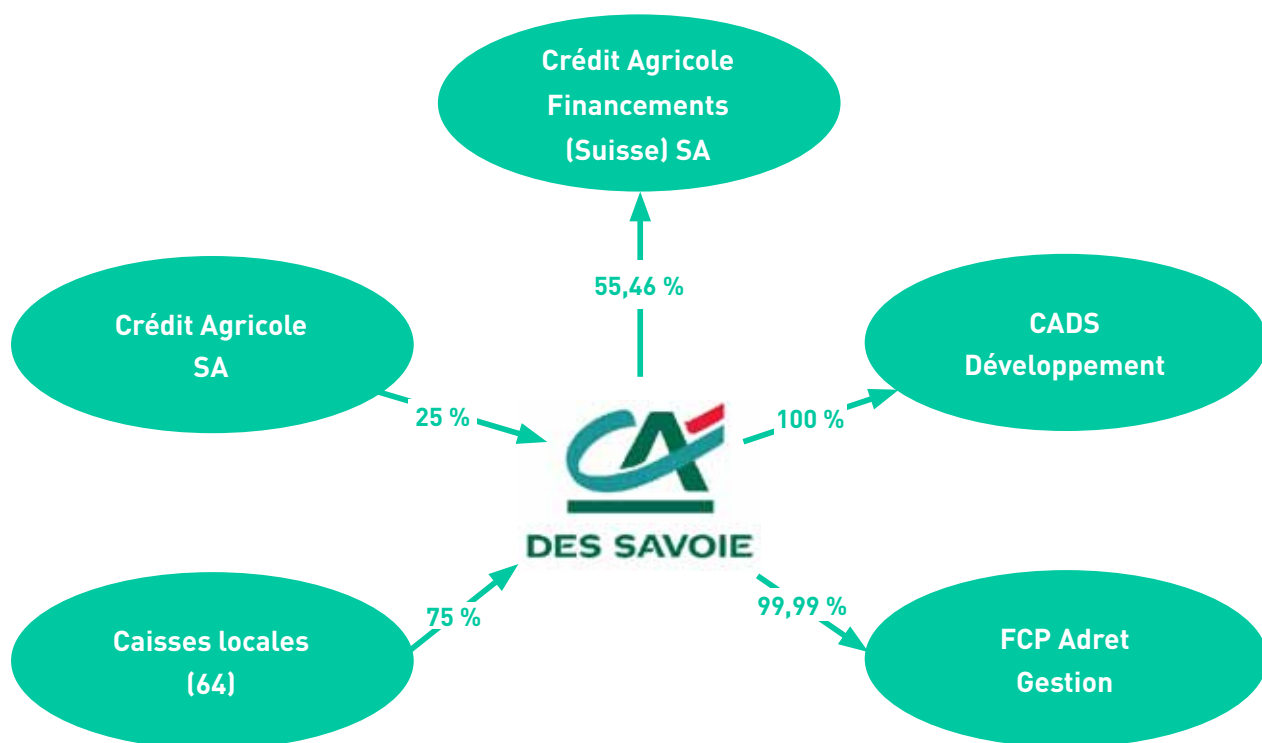 Crédit Agricole
Financements
(Suisse) SA
55,46 %
Crédit Agricole
SA
CADS
Développement
25 %
100 %
CA
DES SAVOIE
75 %
99,99 %
Caisses locales
(64)
FCP Adret
Gestion